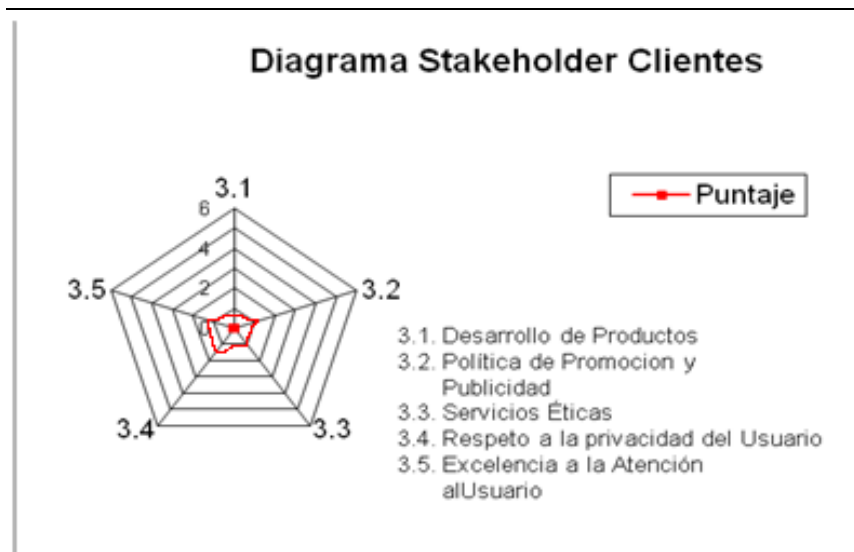 Diagrama Stakeholder Clientes
3.1
6
4
2
0
3.5
3.2
3.4
3.3
Puntaje
3.1. Desarrollo de Productos
3.2. Política de Promocion y
Publicidad
3.3. Servicios Éticas
3.4. Respeto a la privacidad del Usuario
3.5. Excelencia a la Atención
alUsuario